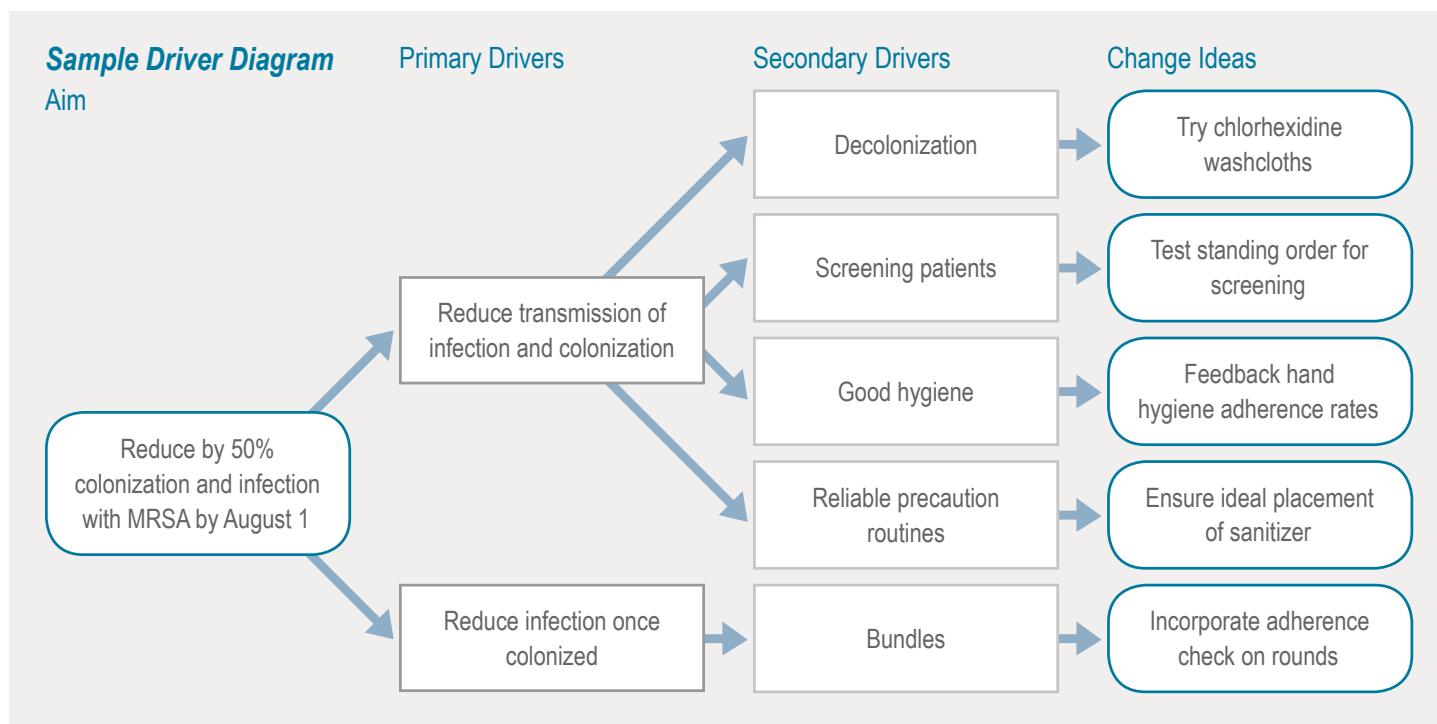 Sample Driver Diagram
Aim
Primary Drivers
Secondary Drivers
Change Ideas
Reduce by 50%
colonization and infection
with MRSA by August 1
Reduce transmission of
infection and colonization
Reduce infection once
colonized
Decolonization
Screening patients
Good hygiene
Reliable precaution
routines
Bundles
Try chlorhexidine
washcloths
Test standing order for
screening
Feedback hand
hygiene adherence rates
Ensure ideal placement
of sanitizer
Incorporate adherence
check on rounds